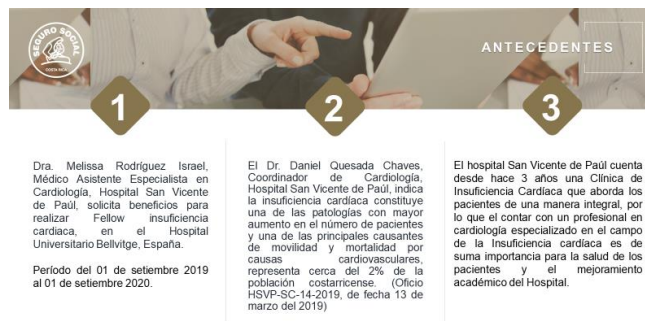 SEGURO SOCIAL
COSTA RICA
ANTECEDENTES
1
Dra. Melissa Rodríguez Israel,
Médico Asistente Especialista en
Cardiología, Hospital San Vicente
de Paúl, solicita beneficios para
realizar Fellow insuficiencia
cardiaca, en el Hospital
Universitario Bellvitge, España.
Período del 01 de setiembre 2019
al 01 de setiembre 2020.
2
El Dr. Daniel Quesada Chaves,
Coordinador de Cardiología,
Hospital San Vicente de Paúl, indica
la insuficiencia cardíaca constituye
una de las patologías con mayor
aumento en el número de pacientes
y una de las principales causantes
de movilidad y mortalidad por
causas cardiovasculares,
representa cerca del 2% de la
población costarricense. (Oficio
HSVP-SC-14-2019, de fecha 13 de
marzo del 2019)
3
El hospital San Vicente de Paúl cuenta
desde hace 3 años una Clínica de
Insuficiencia Cardíaca que aborda los
pacientes de una manera integral, por
lo que el contar con un profesional en
cardiología especializado en el campo
de la Insuficiencia cardíaca es de
suma importancia para la salud de los
pacientes y el mejoramiento
académico del Hospital.